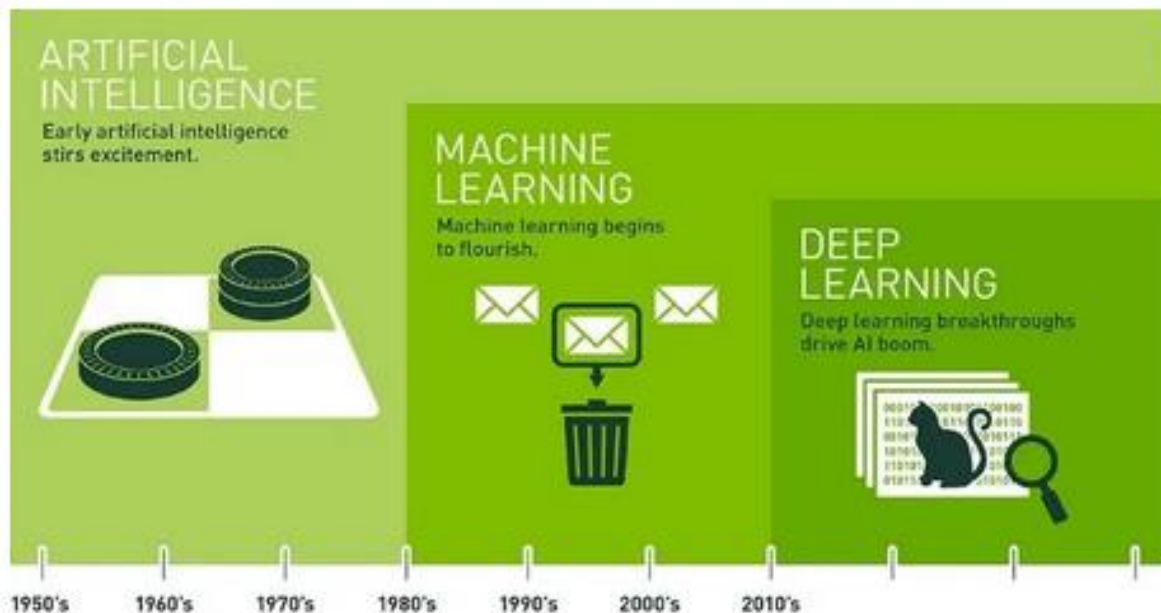 ARTIFICIAL
INTELLIGENCE
Early artificial intelligence
stirs excitement.
MACHINE
LEARNING
Machine learning begins
to flourish.
DEEP
LEARNING
Deep learning breakthroughs
drive AI boom.
1950's 1960's 1970's 1980's 1990's 2000's 2010's